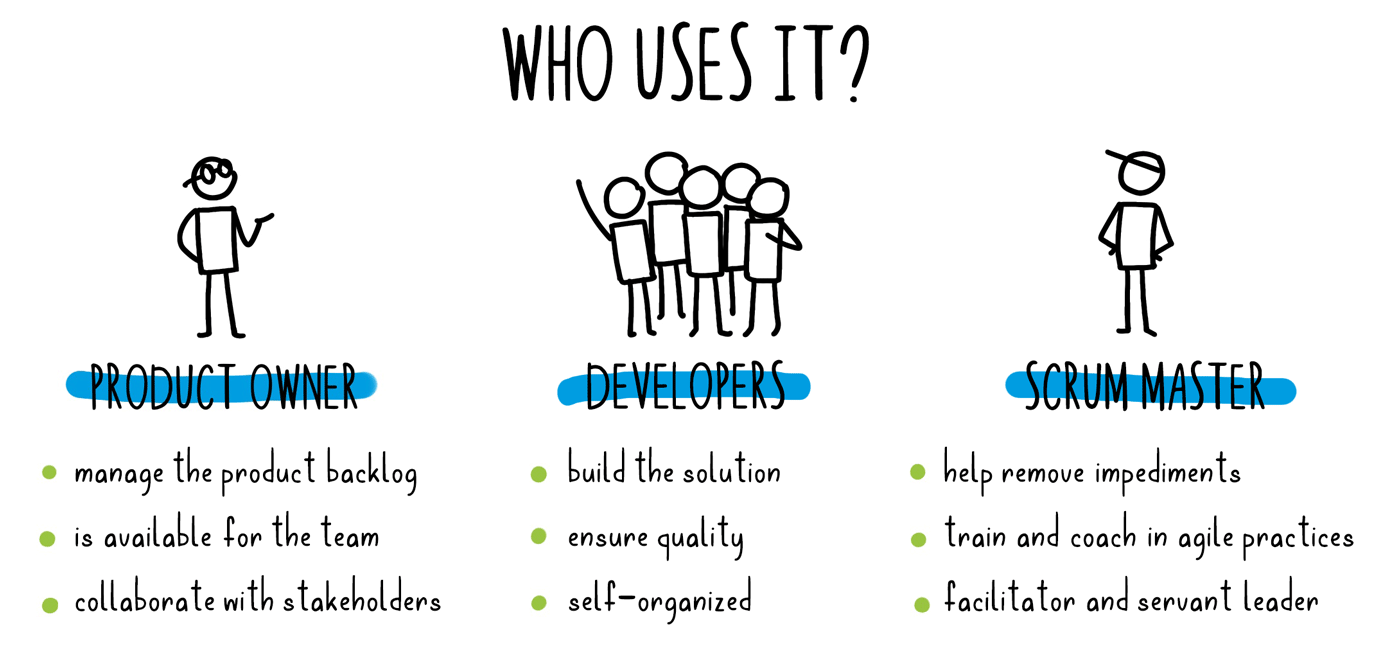 WHO USES IT?
PRODUCT OWNER
manage the product backlog
is available for the team
collaborate with stakeholders
DEVELOPERS
build the solution
ensure quality
self-organized
SCRUM MASTER
help remove impediments
train and coach in agile practices
facilitator and servant leader